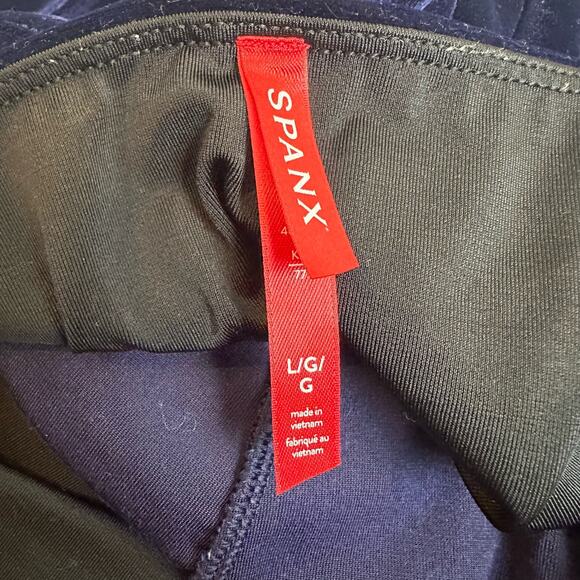 SPANX
L/G/
G
made in
vietnam
fabriqué au
vietnam